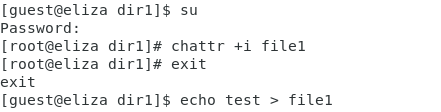 [guest@eliza dir1]$ su
Password:
[root@eliza dir1]# chattr +i file1
[root@eliza dir1]# exit
exit
[guest@eliza dir1]$ echo test > file1